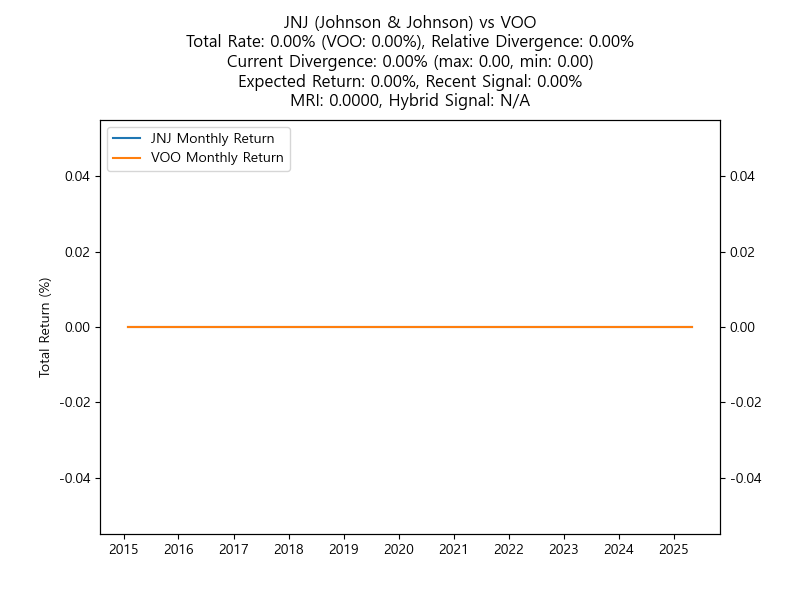 JNJ (Johnson & Johnson) vs VOO
Total Rate: 0.00% (VOO: 0.00%), Relative Divergence: 0.00%
Current Divergence: 0.00% (max: 0.00, min: 0.00)
Expected Return: 0.00%, Recent Signal: 0.00%
MRI: 0.0000, Hybrid Signal: N/A
JNJ Monthly Return
VOO Monthly Return
Total Return (%)
0.04
0.02
0.00
-0.02
-0.04
0.04
0.02
0.00
-0.02
-0.04
2015 2016 2017 2018 2019 2020 2021 2022 2023 2024 2025